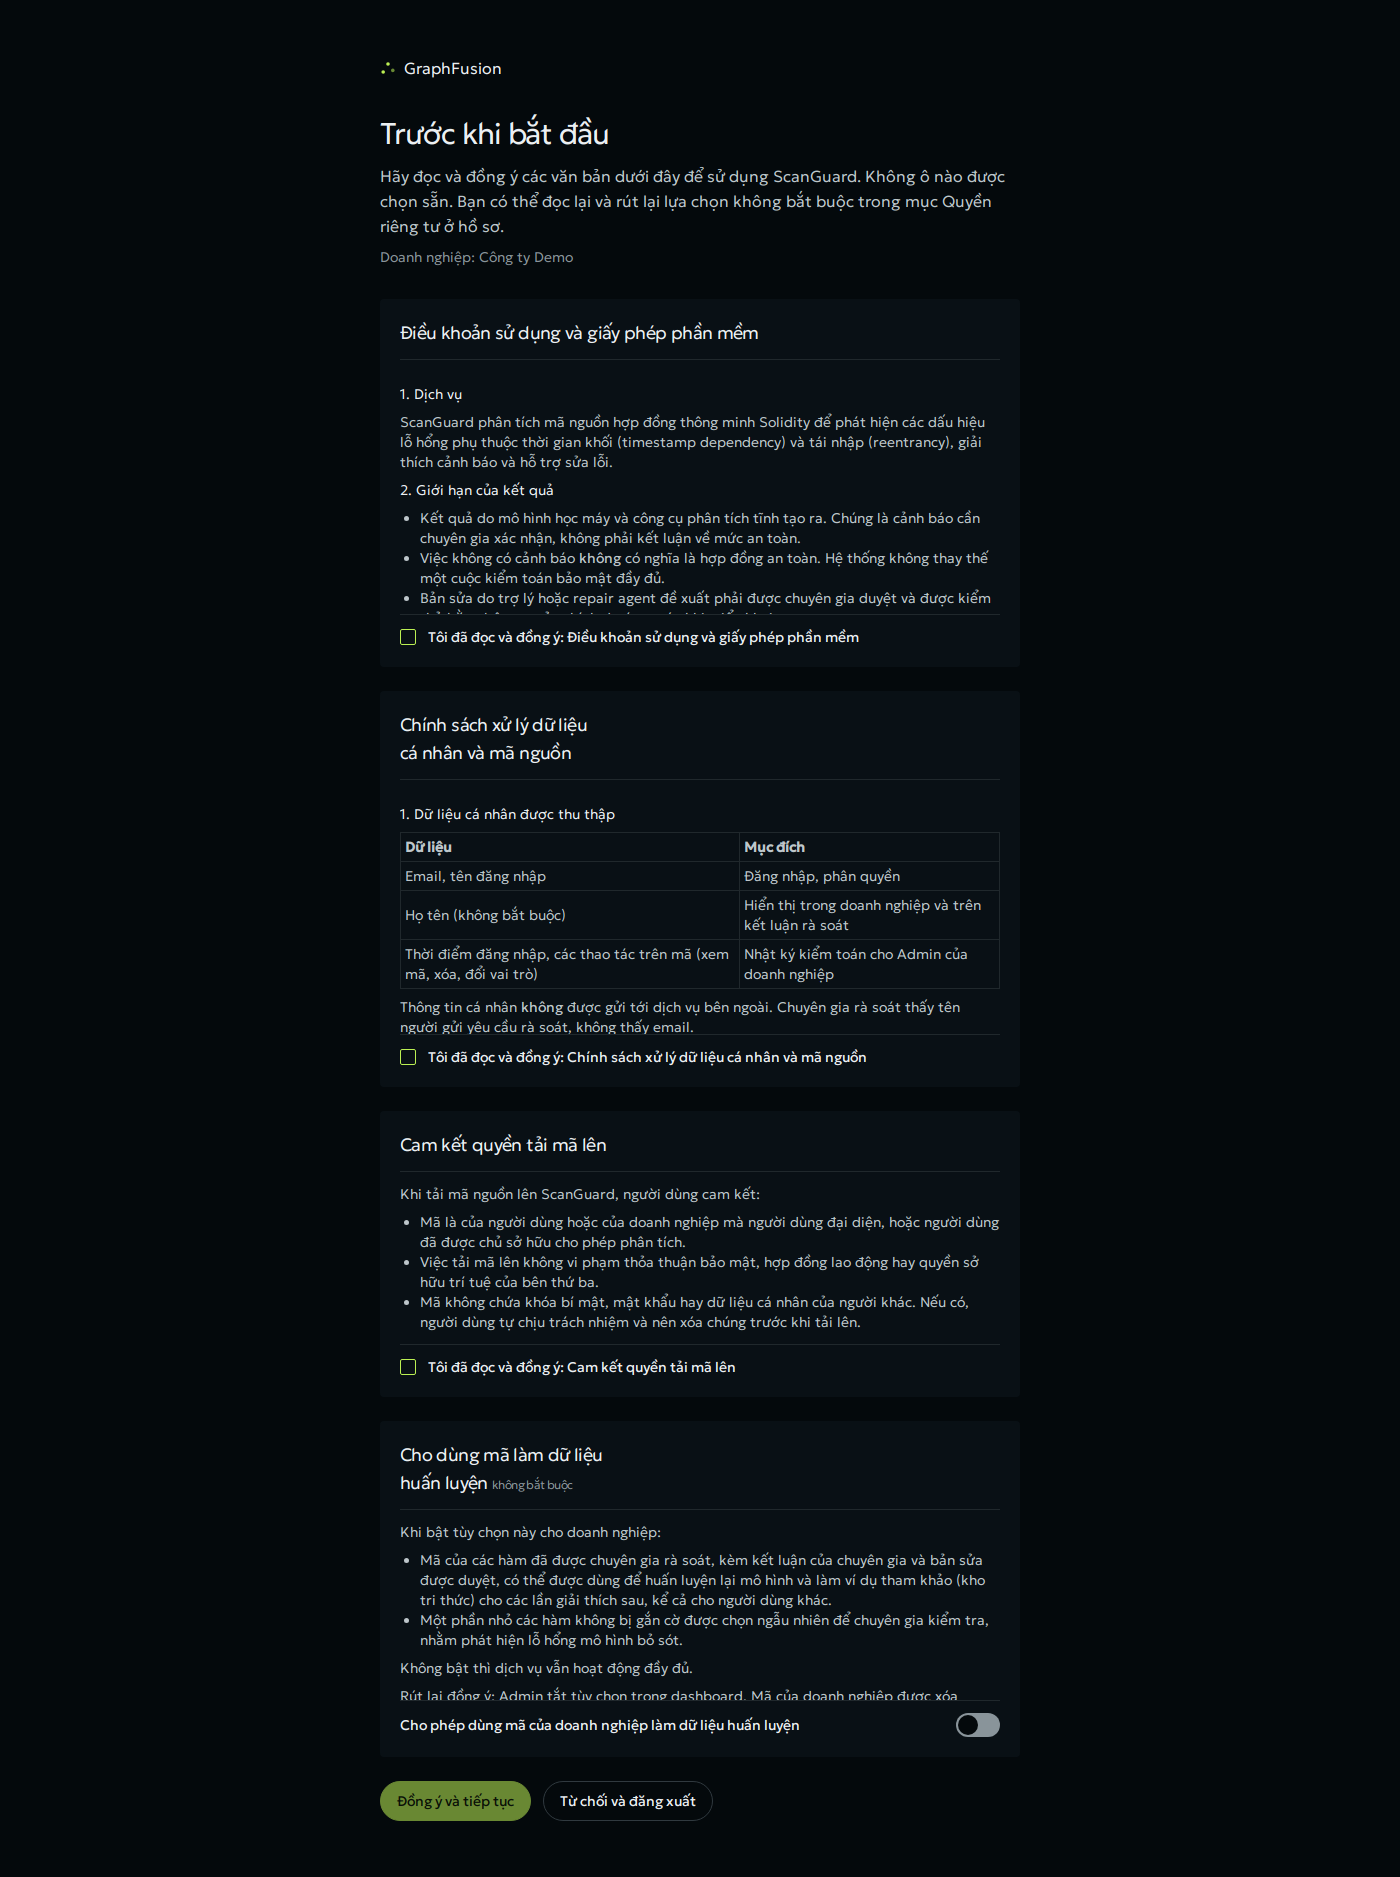 GraphFusion
Trước khi bắt đầu
Hãy đọc và đồng ý các văn bản dưới đây để sử dụng ScanGuard. Không ô nào được
chọn sẵn. Bạn có thể đọc lại và rút lại lựa chọn không bắt buộc trong mục Quyền
riêng tư ở hồ sơ.
Doanh nghiệp: Công ty Demo
Điều khoản sử dụng và giấy phép phần mềm
1. Dịch vụ
ScanGuard phân tích mã nguồn hợp đồng thông minh Solidity để phát hiện các dấu hiệu
lỗ hổng phụ thuộc thời gian khối (timestamp dependency) và tái nhập (reentrancy), giải
thích cảnh báo và hỗ trợ sửa lỗi.
2. Giới hạn của kết quả
Kết quả do mô hình học máy và công cụ phân tích tĩnh tạo ra. Chúng là cảnh báo cần
chuyên gia xác nhận, không phải kết luận về mức an toàn.
Việc không có cảnh báo không có nghĩa là hợp đồng an toàn. Hệ thống không thay thế
một cuộc kiểm toán bảo mật đầy đủ.
Bản sửa do trợ lý hoặc repair agent đề xuất phải được chuyên gia duyệt và được kiểm
Tôi đã đọc và đồng ý: Điều khoản sử dụng và giấy phép phần mềm
Chính sách xử lý dữ liệu
cá nhân và mã nguồn
1. Dữ liệu cá nhân được thu thập
Dữ liệu Mục đích
Email, tên đăng nhập Đăng nhập, phân quyền
Họ tên (không bắt buộc) Hiển thị trong doanh nghiệp và trên
kết luận rà soát
Thời điểm đăng nhập, các thao tác trên mã (xem Nhật ký kiểm toán cho Admin của
mã, xóa, đổi vai trò) doanh nghiệp
Thông tin cá nhân không được gửi tới dịch vụ bên ngoài. Chuyên gia rà soát thấy tên
người gửi yêu cầu rà soát, không thấy email.
Tôi đã đọc và đồng ý: Chính sách xử lý dữ liệu cá nhân và mã nguồn
Cam kết quyền tải mã lên
Khi tải mã nguồn lên ScanGuard, người dùng cam kết:
Mã là của người dùng hoặc của doanh nghiệp mà người dùng đại diện, hoặc người dùng
đã được chủ sở hữu cho phép phân tích.
Việc tải mã lên không vi phạm thỏa thuận bảo mật, hợp đồng lao động hay quyền sở
hữu trí tuệ của bên thứ ba.
Mã không chứa khóa bí mật, mật khẩu hay dữ liệu cá nhân của người khác. Nếu có,
người dùng tự chịu trách nhiệm và nên xóa chúng trước khi tải lên.
Tôi đã đọc và đồng ý: Cam kết quyền tải mã lên
Cho dùng mã làm dữ liệu
huấn luyện không bắt buộc
Khi bật tùy chọn này cho doanh nghiệp:
Mã của các hàm đã được chuyên gia rà soát, kèm kết luận của chuyên gia và bản sửa
được duyệt, có thể được dùng để huấn luyện lại mô hình và làm ví dụ tham khảo (kho
tri thức) cho các lần giải thích sau, kể cả cho người dùng khác.
Một phần nhỏ các hàm không bị gắn cờ được chọn ngẫu nhiên để chuyên gia kiểm tra,
nhằm phát hiện lỗ hổng mô hình bỏ sót.
Không bật thì dịch vụ vẫn hoạt động đầy đủ.
Rút lại đồng ý: Admin tắt tùy chọn trong dashboard. Mã của doanh nghiệp được xóa
Cho phép dùng mã của doanh nghiệp làm dữ liệu huấn luyện
Đồng ý và tiếp tục
Từ chối và đăng xuất